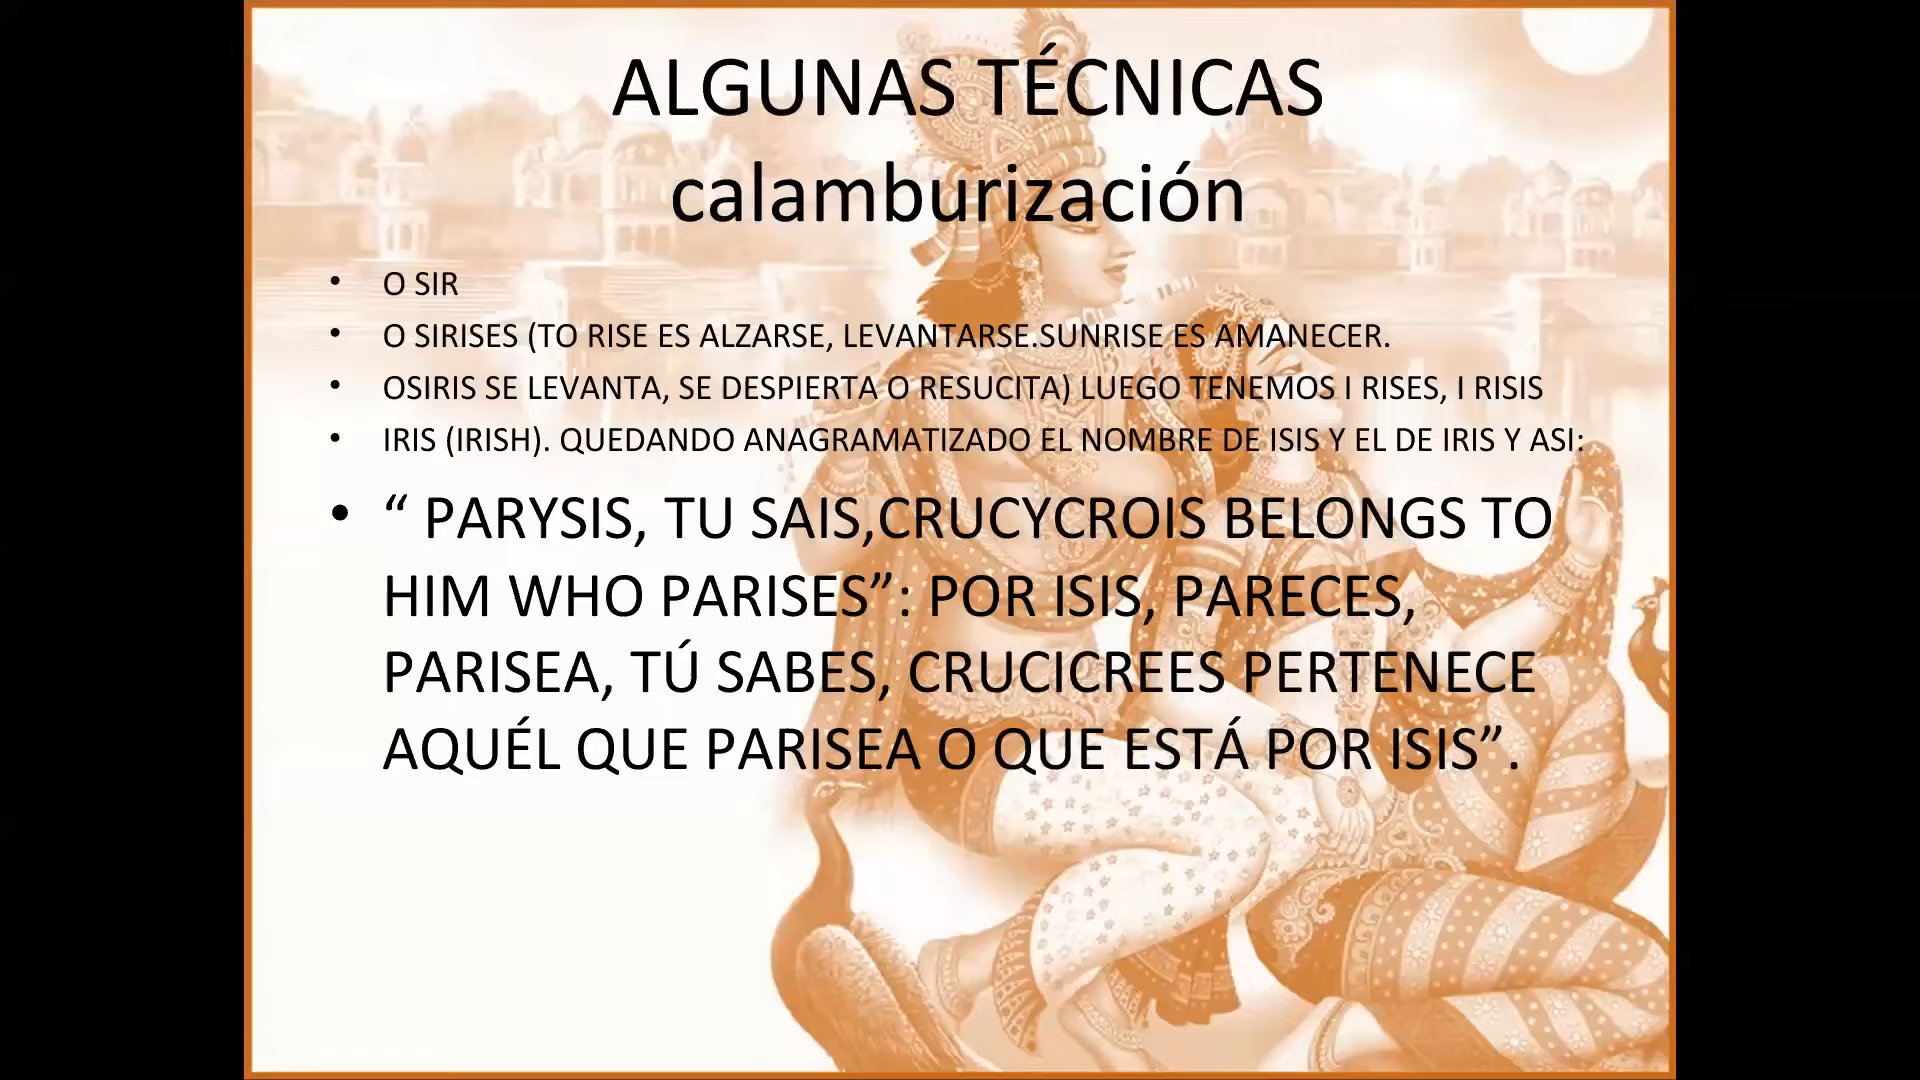 ALGUNAS TÉCNICAS
calamburización
• O SIR
• O SIRISES (TO RISE ES ALZARSE, LEVANTARSE.SUNRISE ES AMANECER.
• OSIRIS SE LEVANTA, SE DESPIERTA O RESUCITA) LUEGO TENEMOS I RISES, I RISIS
• IRIS (IRISH). QUEDANDO ANAGRAMATIZADO EL NOMBRE DE ISIS Y EL DE IRIS Y ASI:
• “ PARYSIS, TU SAIS,CRUCYCROIS BELONGS TO
HIM WHO PARISES”: POR ISIS, PARECES,
PARISEA, TÚ SABES, CRUCICREES PERTENECE
AQUÉL QUE PARISEA O QUE ESTÁ POR ISIS”.